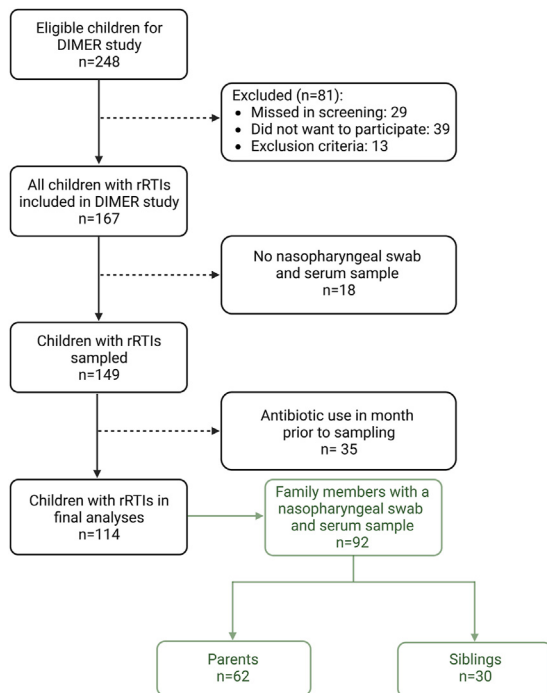 Eligible children for
DIMER study
n=248
Excluded (n=81):
• Missed in screening: 29
• Did not want to participate: 39
• Exclusion criteria: 13
All children with rRTIs
included in DIMER study
n=167
No nasopharyngeal swab
and serum sample
n=18
Children with rRTIs
sampled
n=149
Antibiotic use in month
prior to sampling
n= 35
Children with rRTIs in
final analyses
n=114
Family members with a
nasopharyngeal swab
and serum sample
n=92
Parents
n=62
Siblings
n=30